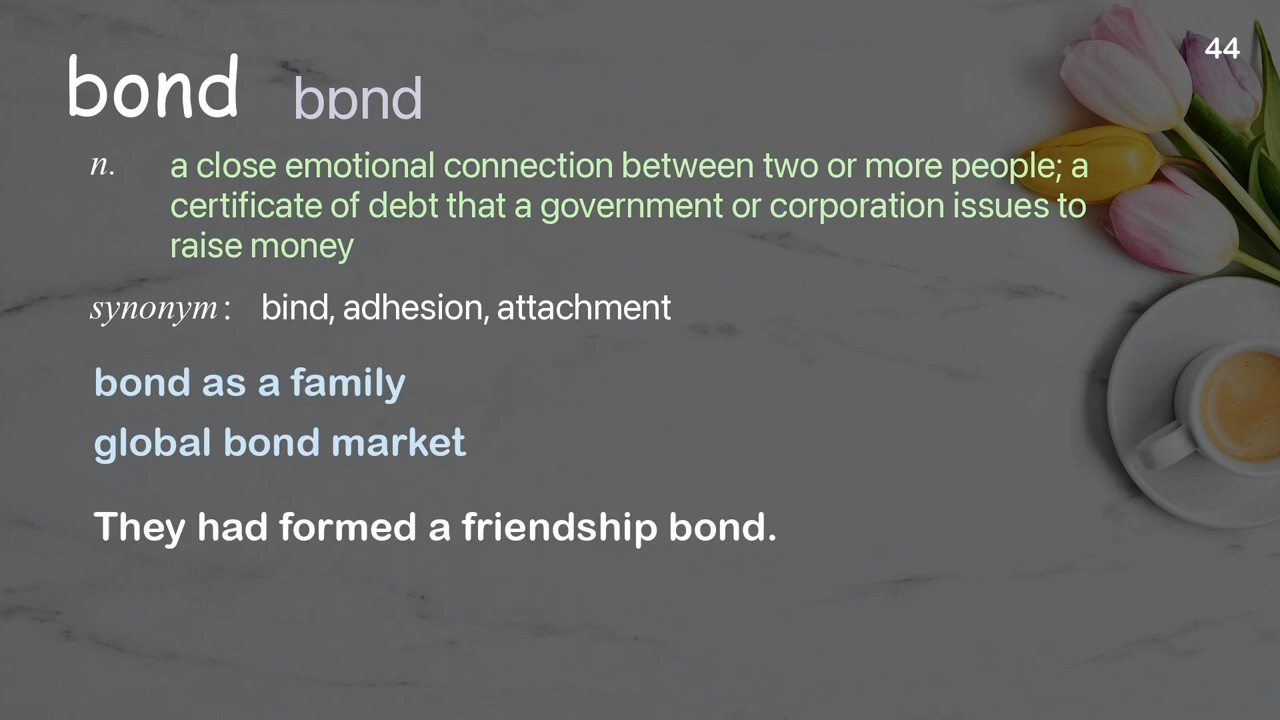 44
bond bɒnd
n. a close emotional connection between two or more people; a
certificate of debt that a government or corporation issues to
raise money
synonym : bind, adhesion, attachment
bond as a family
global bond market
They had formed a friendship bond.